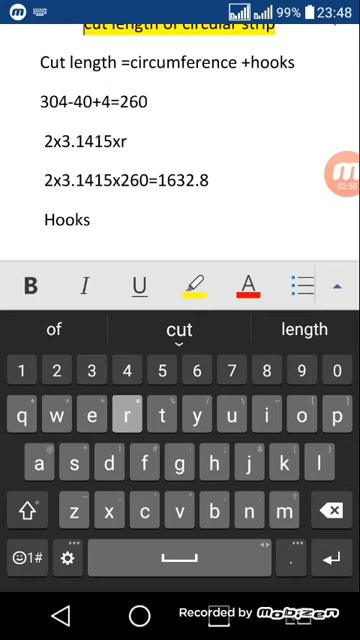 99% 23:48
cut length of circular strip
Cut length =circumference +hooks
304-40+4=260
2x3.1415xr
2x3.1415x260=1632.8
02:50
Hooks
B I U A
of cut length
1 2 3 4 5 6 7 8 9 0
q w e r t y u i o p
a s d f g h j k l
z x c v b n m
1# .
Recorded by mobizen